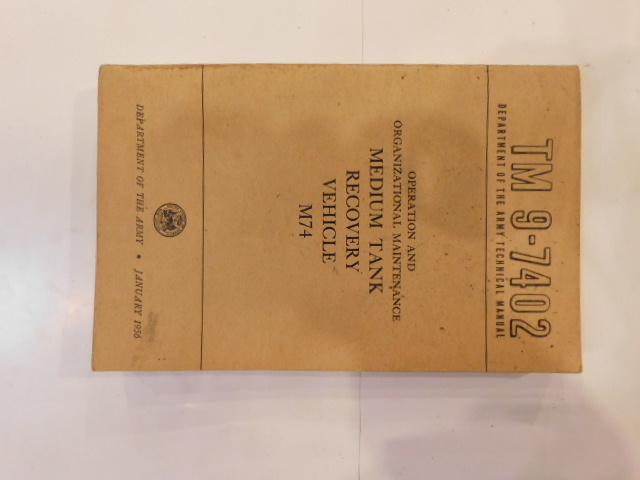 TM 9-7402
DEPARTMENT OF THE ARMY TECHNICAL MANUAL
OPERATION AND
ORGANIZATIONAL MAINTENANCE
MEDIUM TANK
RECOVERY
VEHICLE
M74
DEPARTMENT OF THE ARMY • JANUARY 1956